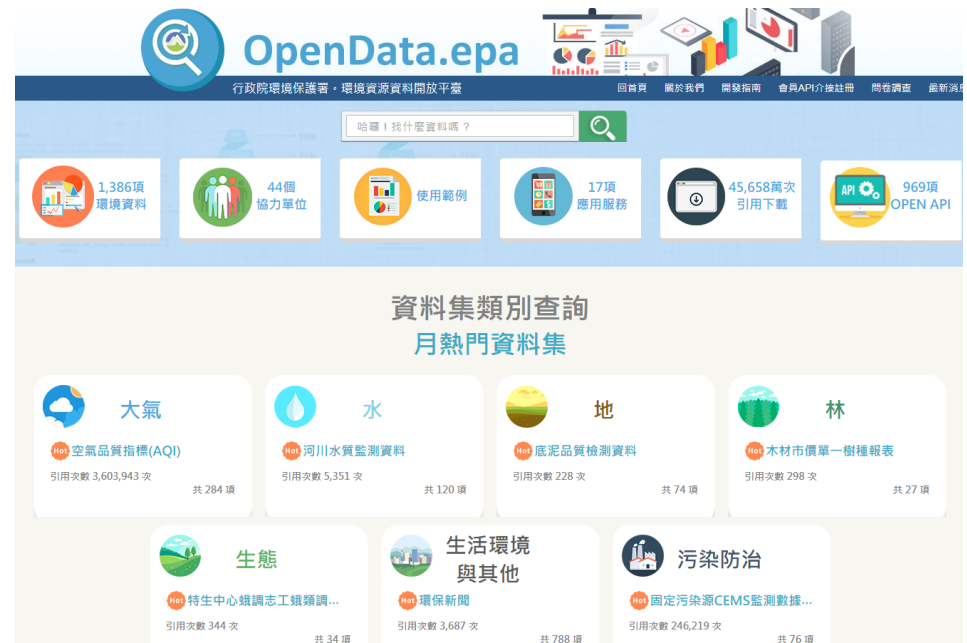 OpenData.epa
行政院環境保護署。環境資源資料開放平臺
回首頁 關於我們 開發指南 會員API介接註冊 問卷調查 最新消息
哈囉!找什麼資料嗎?
1,386項
環境資料
44個
協力單位
使用範例
17項
應用服務
45,658萬次
引用下載
API
969項
OPEN API
資料集類別查詢
月熱門資料集
大氣
Hot 空氣品質指標(AQI)
引用次數 3,603,943 次
共 284 項
水
Hot 河川水質監測資料
引用次數 5,351 次
共 120 項
地
Hot 底泥品質檢測資料
引用次數 228 次
共 74 項
林
Hot 木材市價單一樹種報表
引用次數 298 次
共 27 項
生態
Hot 特生中心蛾調志工蛾類調...
引用次數 344 次
共 34 項
生活環境
與其他
Hot 環保新聞
引用次數 3,687 次
共 788 項
污染防治
Hot 固定污染源CEMS監測數據...
引用次數 246,219 次
共 76 項